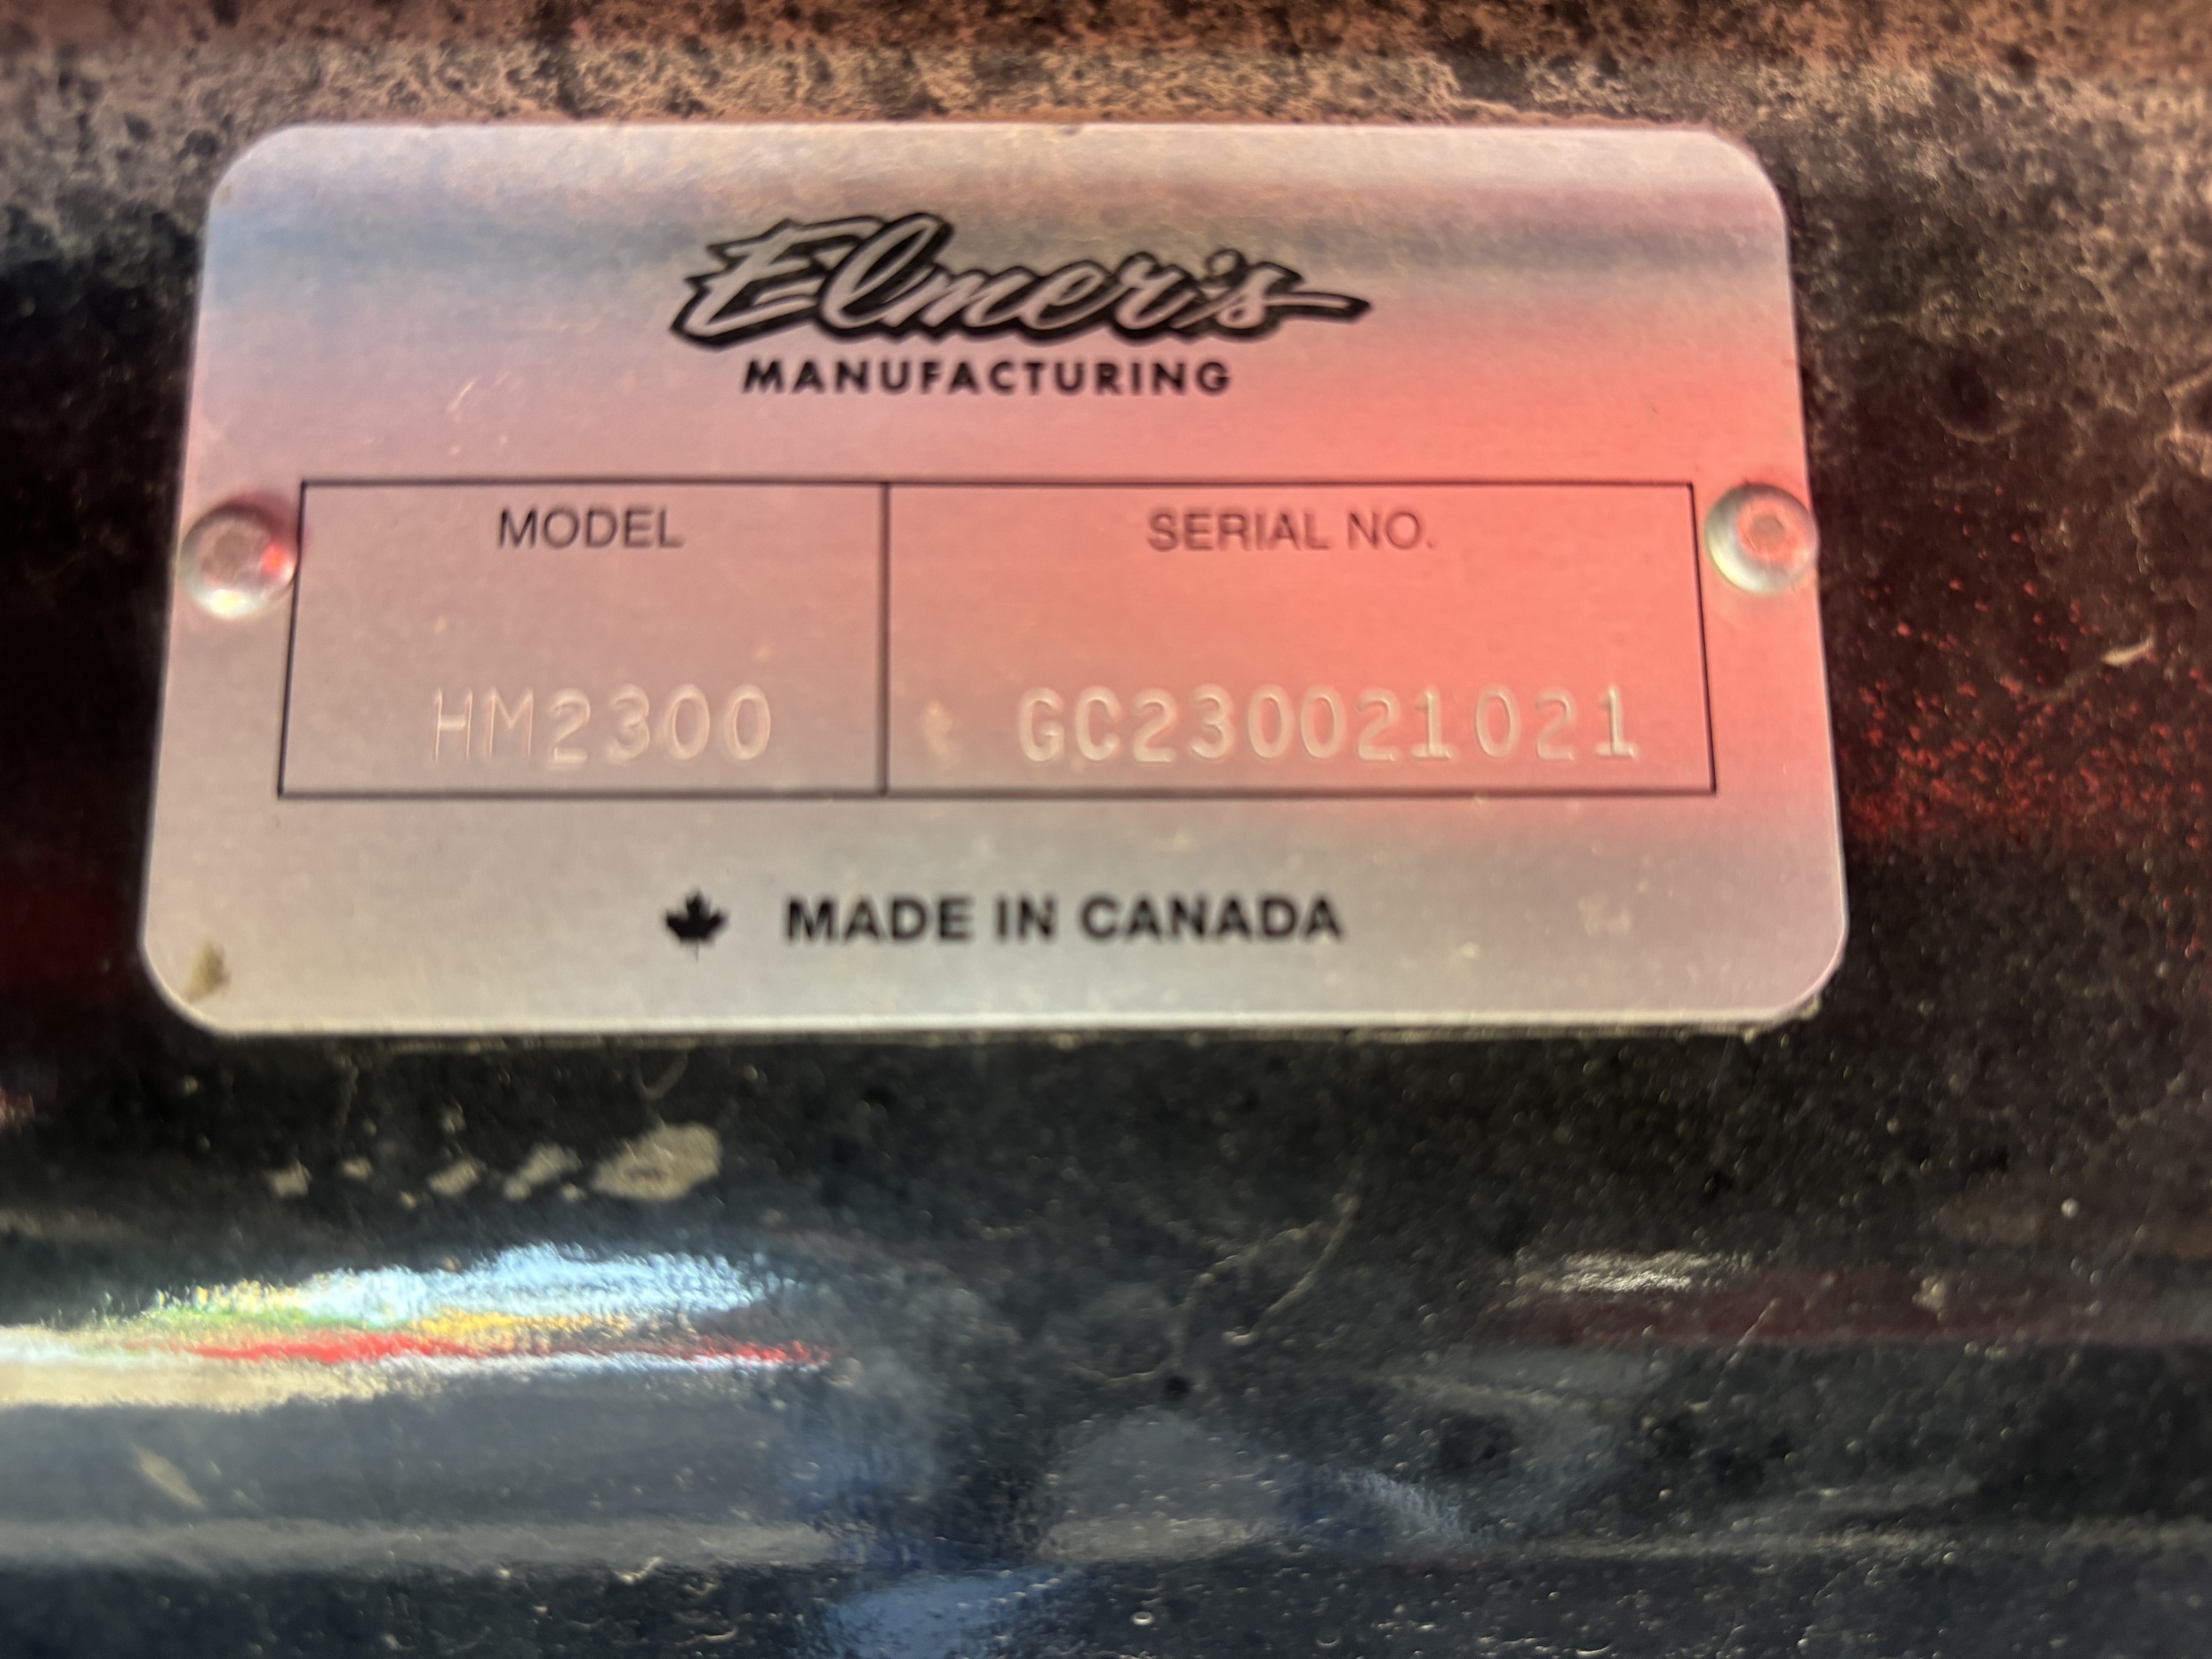 Elmer's
MANUFACTURING
MODEL SERIAL NO.
HM2300 GC230021021
MADE IN CANADA